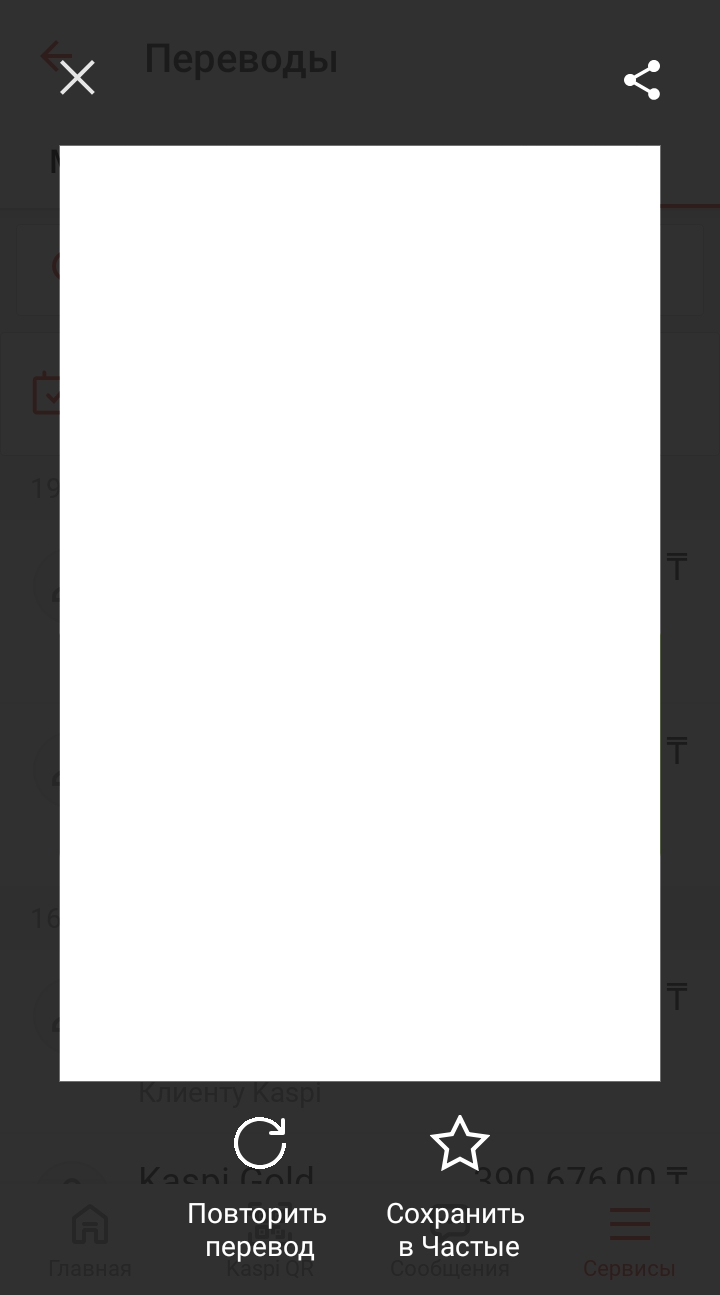 Переводы
М
19
₸
₸
16
₸
Клиенту Kaspi
Kaspi Gold 390 676,00 ₸
Повторить
перевод
Сохранить
в Частые
Главная
Kaspi QR
Сообщения
Сервисы